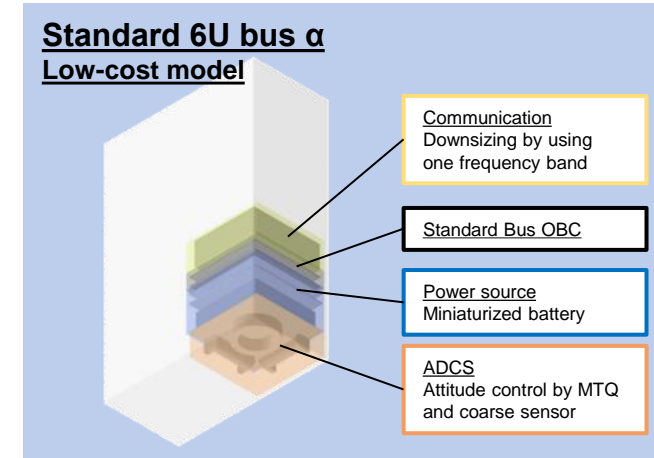 Standard 6U bus α
Low-cost model
Communication
Downsizing by using
one frequency band
Standard Bus OBC
Power source
Miniaturized battery
ADCS
Attitude control by MTQ
and coarse sensor